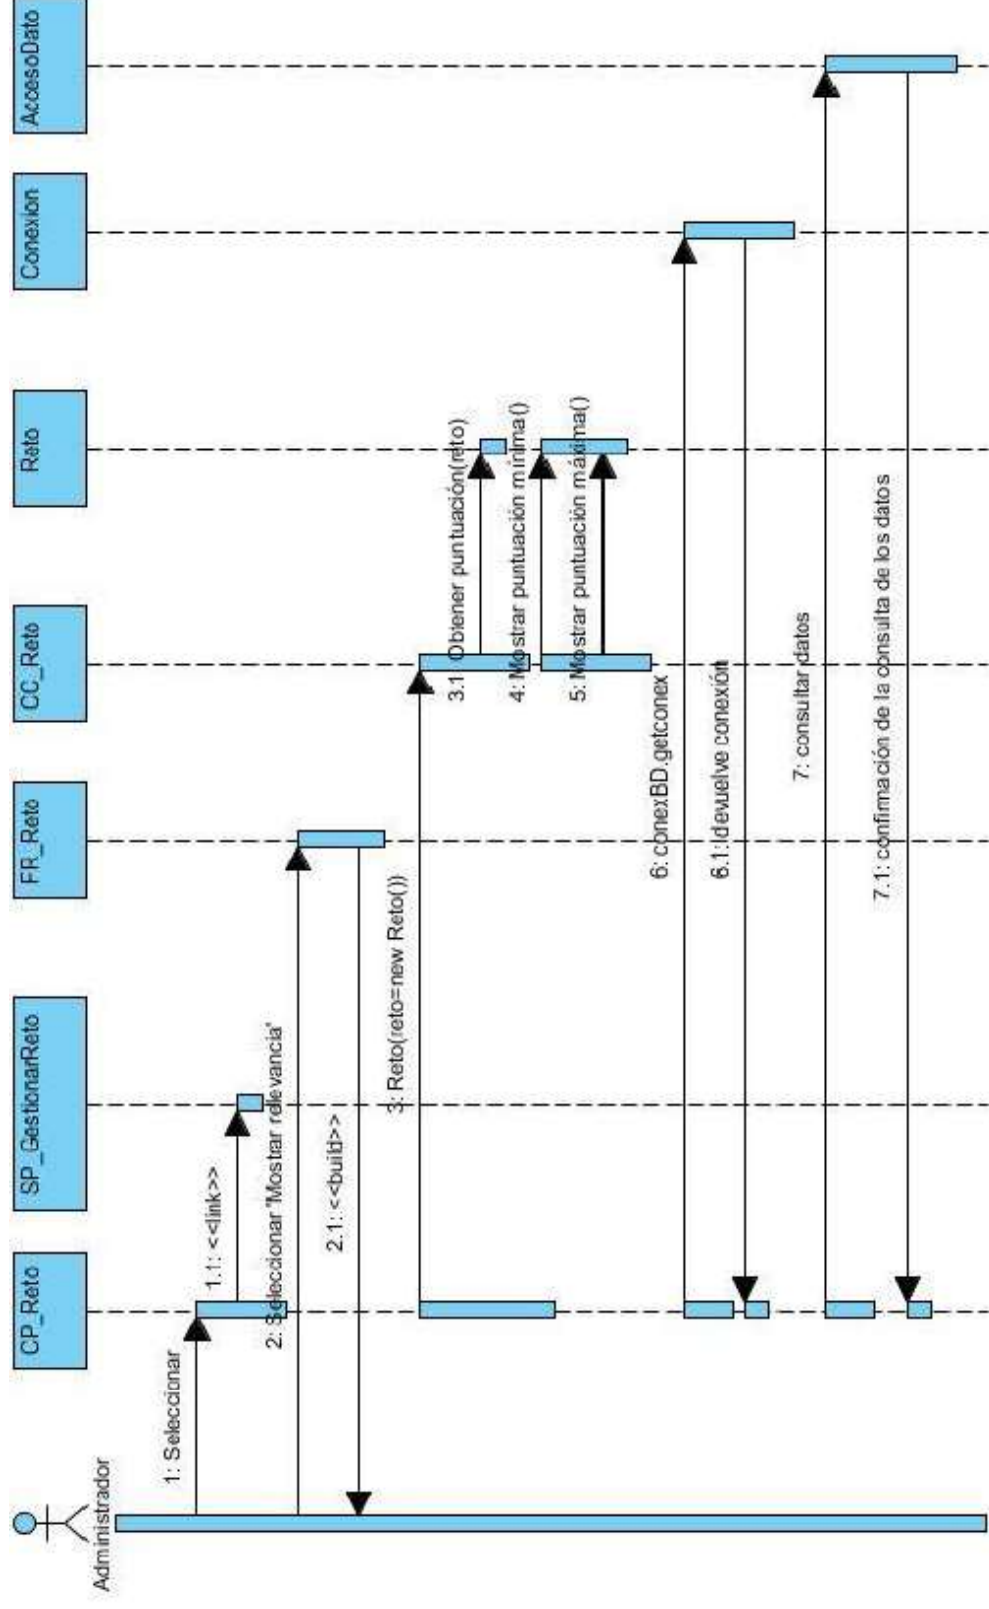 Administrador
CP_Reto
SP_GestionarReto
FR_Reto
CC_Reto
Reto
Conexion
AccesoDato
1: Seleccionar
1.1: <<link>>
2: Seleccionar "Mostrar relevancia"
2.1: <<build>>
3: Reto(reto=new Reto())
3.1 Obtener puntuación(reto)
4: Mostrar puntuación mínima()
5: Mostrar puntuación máxima()
6: conexBD.getconex
6.1: devuelve conexión
7: consultar datos
7.1: confirmación de la consulta de los datos